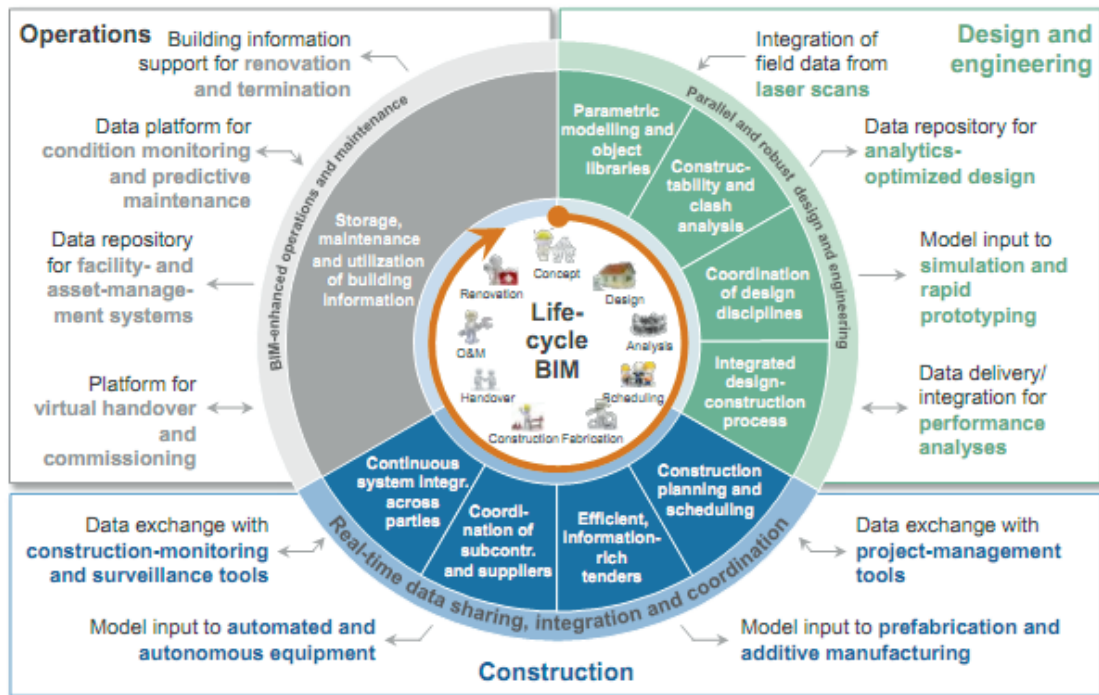 Operations
Building information
support for renovation
and termination
Data platform for
condition monitoring
and predictive
maintenance
Data repository
for facility- and
asset-manage-
ment systems
Platform for
virtual handover
and
commissioning
BIM-enhanced operations and maintenance
Storage,
maintenance
and utilization
of building
information
Design and
engineering
Integration of
field data from
laser scans
Data repository for
analytics-
optimized design
Model input to
simulation and
rapid
prototyping
Data delivery/
integration for
performance
analyses
Parallel and robust design and engineering
Parametric
modelling and
object
libraries
Construc-
tability and
clash
analysis
Coordination
of design
disciplines
Integrated
design-
construction
process
Life-
cycle
BIM
Concept
Design
Analysis
Scheduling
Fabrication
Construction
Handover
O&M
Renovation
Construction
planning and
scheduling
Efficient,
information-
rich
tenders
Coordi-
nation of
subcontr.
and suppliers
Continuous
system integr.
across
parties
Real-time data sharing, integration and coordination
Data exchange with
construction-monitoring
and surveillance tools
Model input to automated and
autonomous equipment
Data exchange with
project-management
tools
Model input to prefabrication and
additive manufacturing
Construction